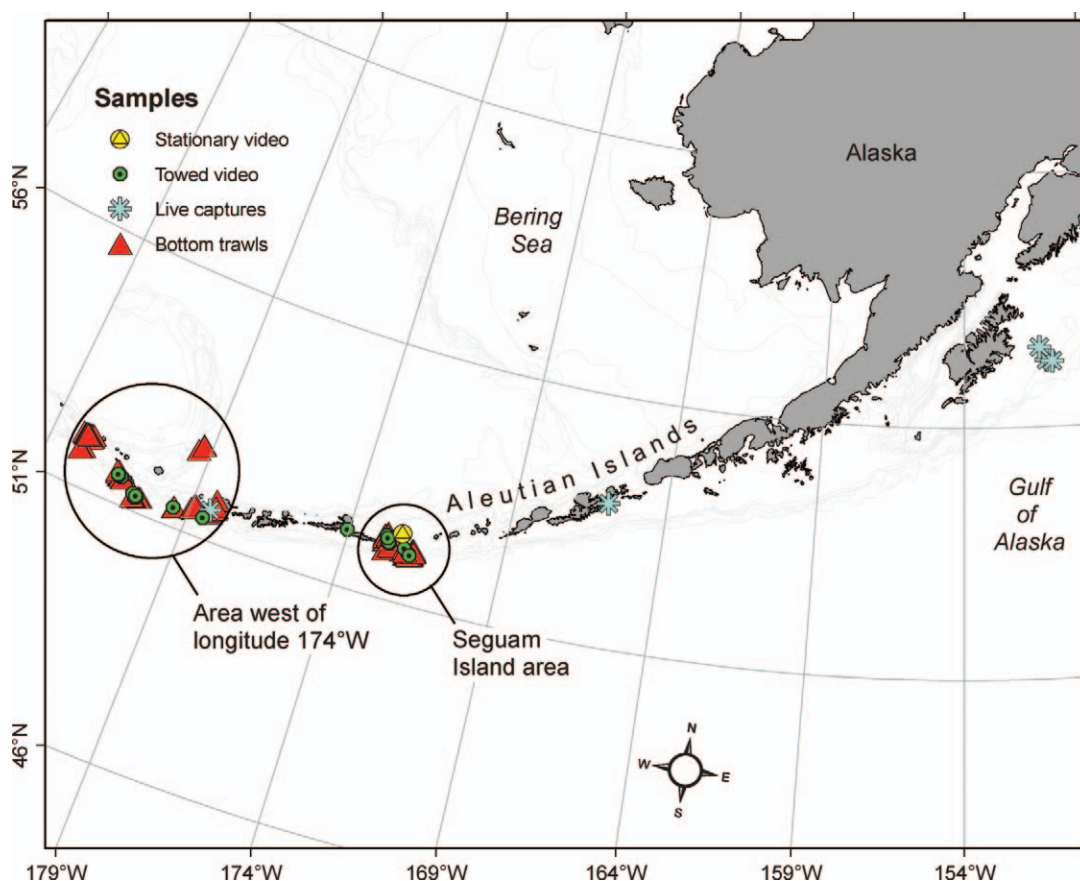 Samples
Stationary video
Towed video
Live captures
Bottom trawls
Alaska
Bering
Sea
Aleutian Islands
Gulf
of
Alaska
Area west of
longitude 174°W
Seguam
Island area
N
W
E
S
56°N
51°N
46°N
179°W
174°W
169°W
164°W
159°W
154°W